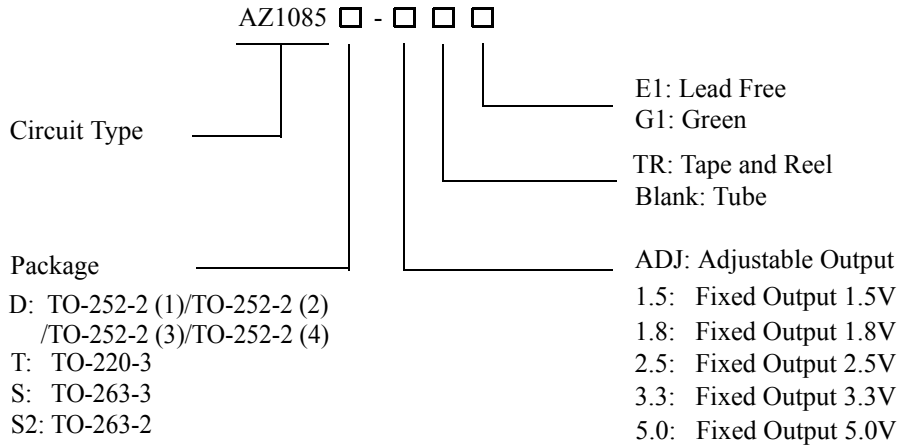 AZ1085 □ - □ □ □
Circuit Type
Package
D: TO-252-2 (1)/TO-252-2 (2)
/TO-252-2 (3)/TO-252-2 (4)
T: TO-220-3
S: TO-263-3
S2: TO-263-2
E1: Lead Free
G1: Green
TR: Tape and Reel
Blank: Tube
ADJ: Adjustable Output
1.5: Fixed Output 1.5V
1.8: Fixed Output 1.8V
2.5: Fixed Output 2.5V
3.3: Fixed Output 3.3V
5.0: Fixed Output 5.0V